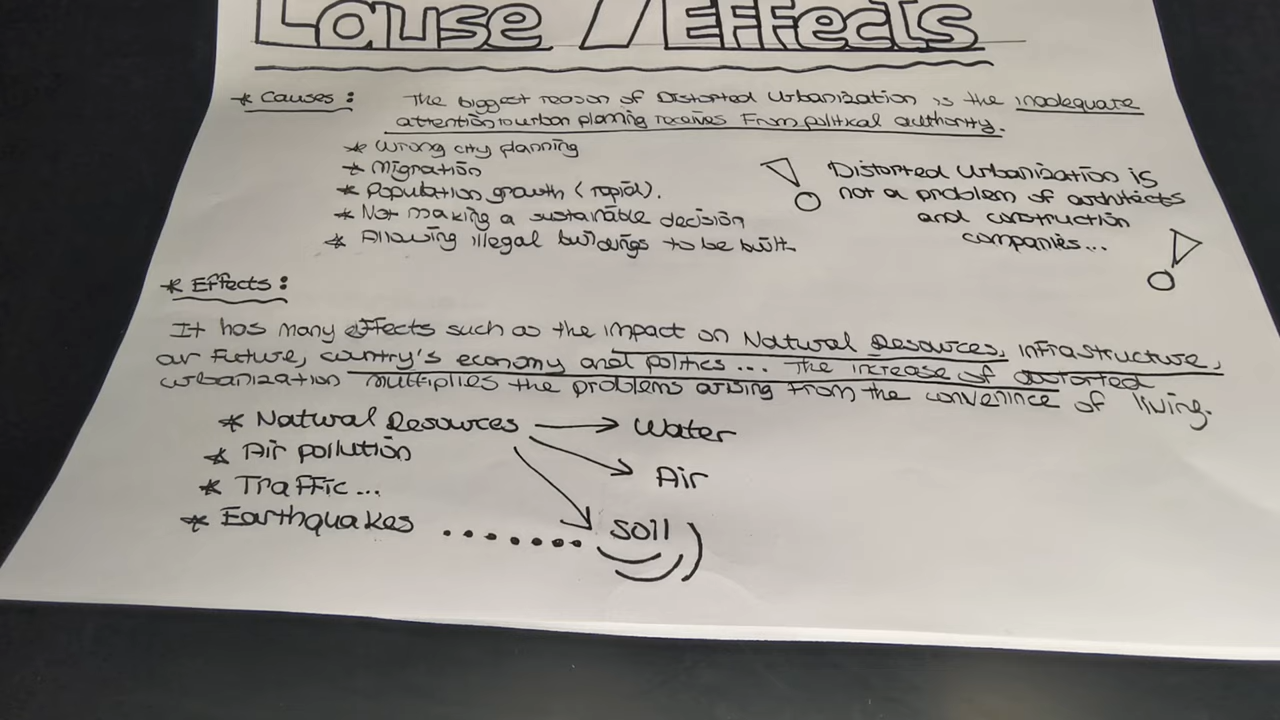 Cause / Effects
* Causes: The biggest reason of Distorted Urbanization is the inadequare
attention to urban planing receives From political authority.
* Wrong city planning
* Migration
* Population growth (rapid).
* Not making a sustainable decision
* Allowing illegal buildings to be built.
Distorted Urbanization is
not a problem of architects
and construction
companies...
* Effects:
It has many effects such as the impact on Natural Resources, infrastructure,
our Future, country's economy and politics... The increase of distorted
urbanization multiplies the problems arising from the convenince of living.
* Natural Resources → Water
* Air pollution
→ Air
* Traffic...
* Earthquakes ....... → Soil